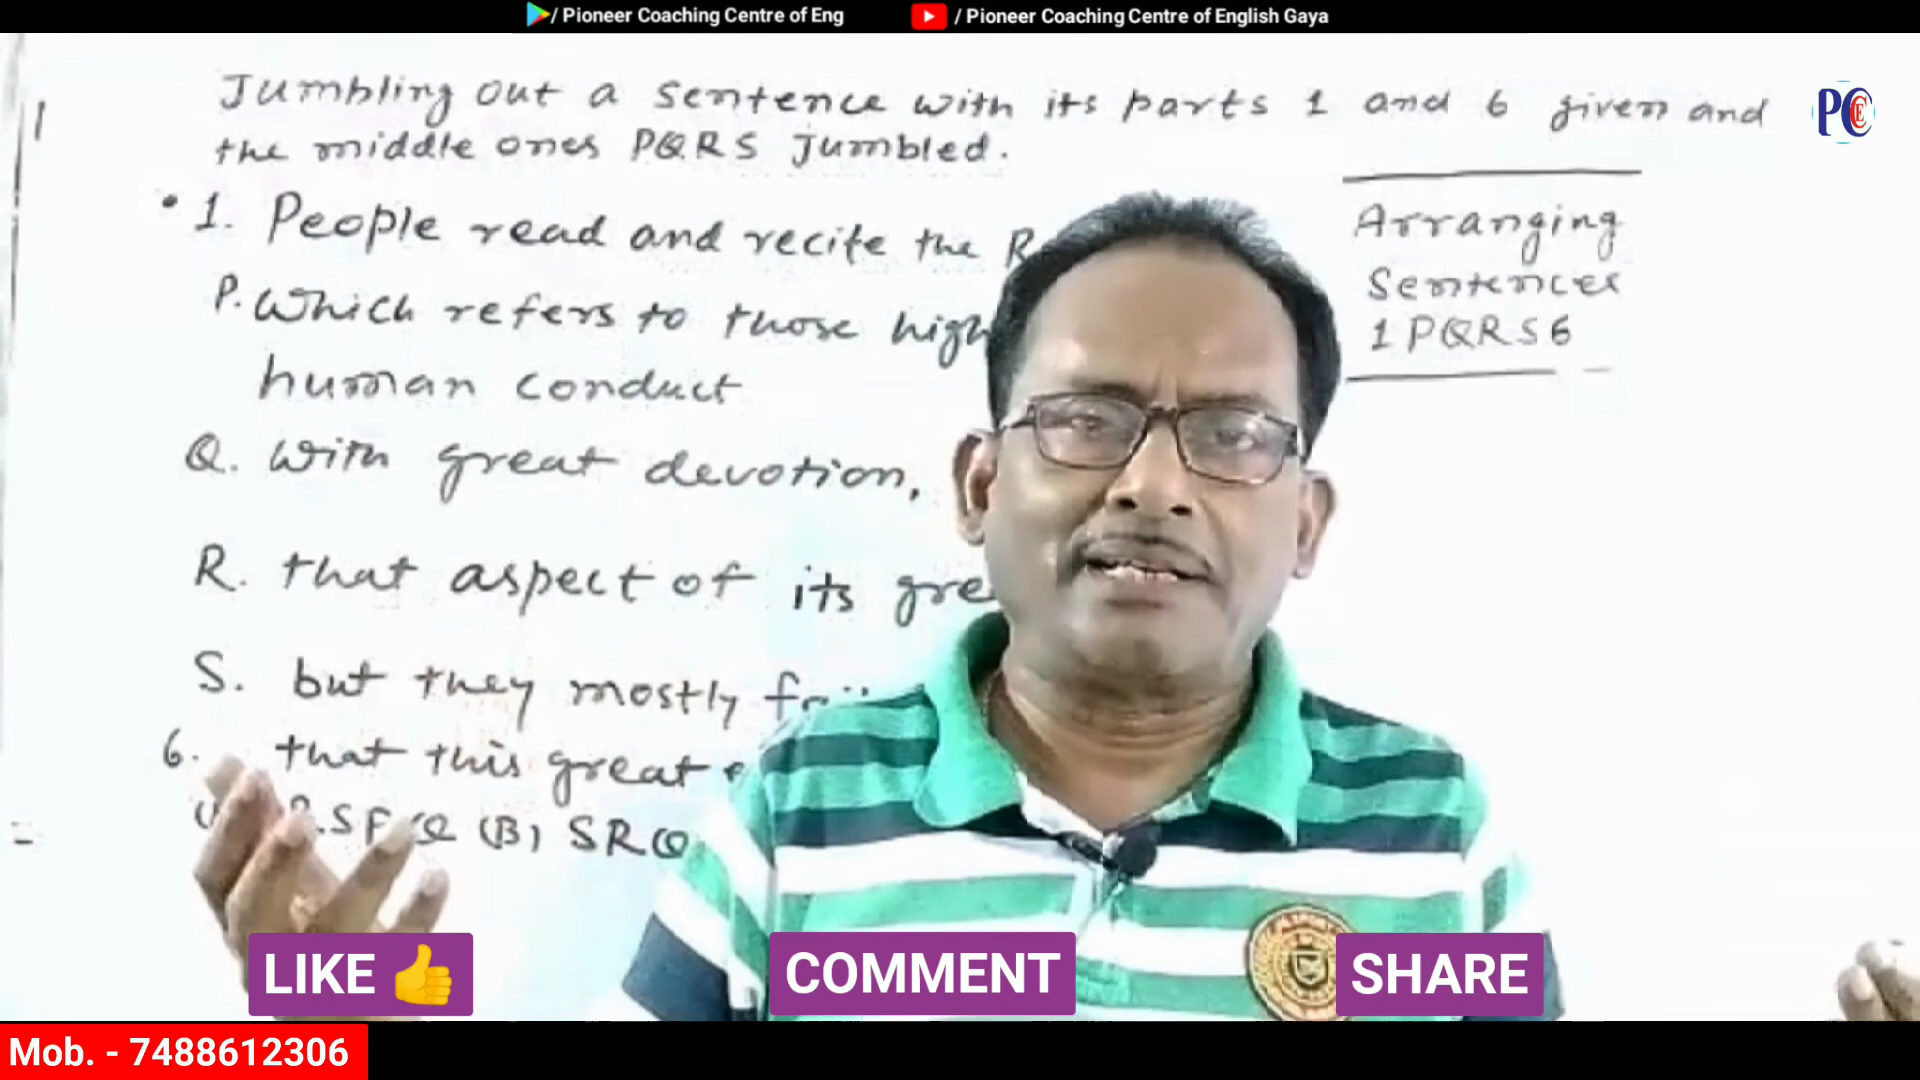 / Pioneer Coaching Centre of Eng
/ Pioneer Coaching Centre of English Gaya
Jumbling out a sentence with its parts 1 and 6 given and
the middle ones PQRS Jumbled.
PCCE
1. People read and recite the
Arranging
Sentences
1PQRS6
P. Which refers to those
human conduct
Q. With great devotion,
R. that aspect of its
S. but they mostly
6. that this great
(B) SRQ
LIKE
COMMENT
SHARE
Mob. - 7488612306